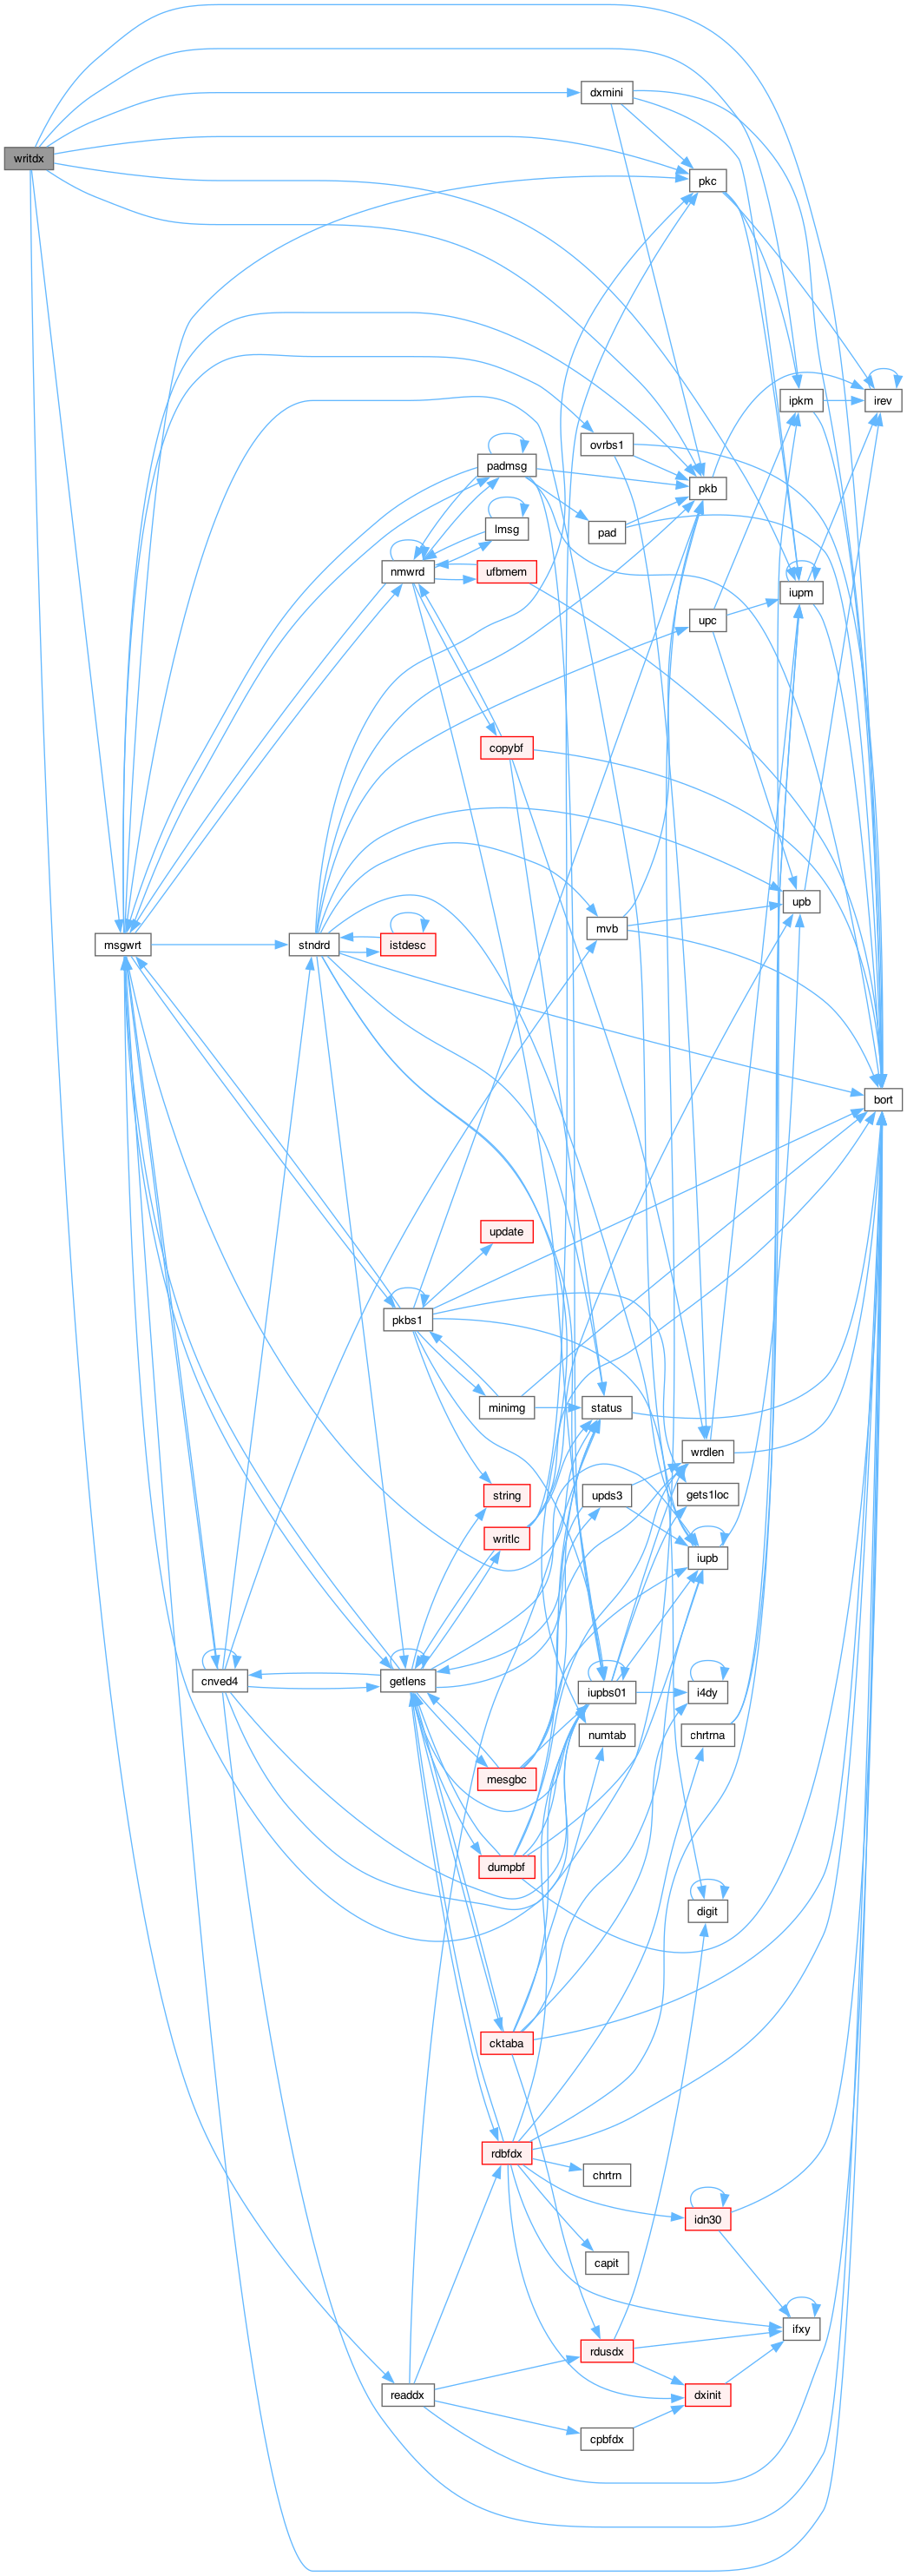 dxmini
writdx
pkc
ipkm
irev
ovrbs1
padmsg
pkb
lmsg
pad
nmwrd
ufbmem
iupm
upc
copybf
upb
mvb
msgwrt
stndrd
istdesc
bort
update
pkbs1
minimg
status
wrdlen
string
upds3
gets1loc
writlc
iupb
cnved4
getlens
iupbs01
i4dy
numtab
chrtrna
mesgbc
dumpbf
digit
cktaba
rdbfdx
chrtrn
idn30
capit
ifxy
rdusdx
readdx
dxinit
cpbfdx